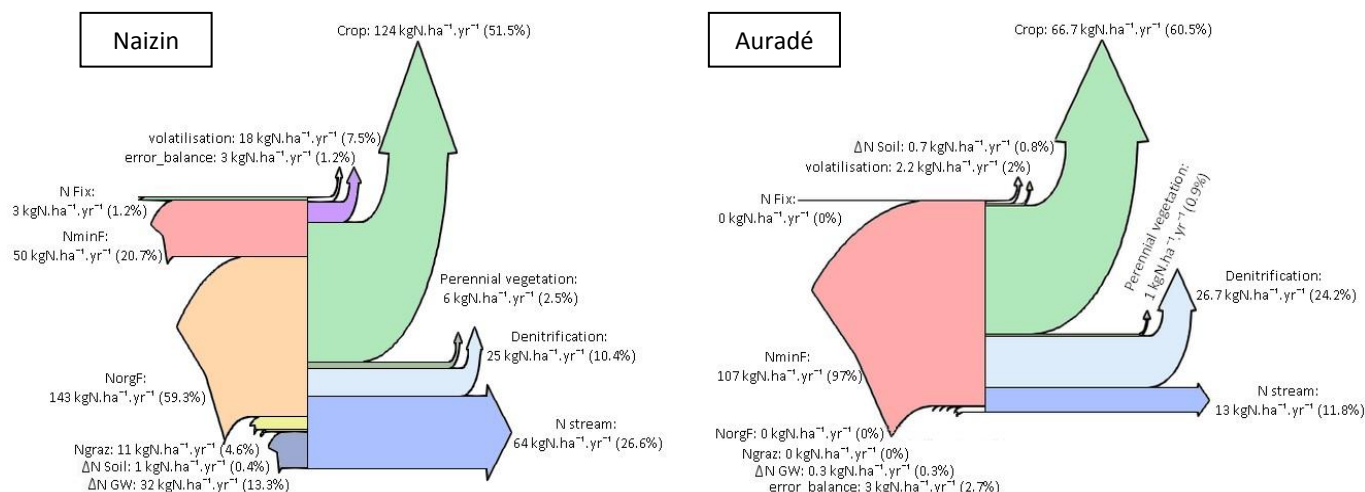 Naizin
Crop: 124 kgN.ha⁻¹.yr⁻¹ (51.5%)
volatilisation: 18 kgN.ha⁻¹.yr⁻¹ (7.5%)
error_balance: 3 kgN.ha⁻¹.yr⁻¹ (1.2%)
N Fix:
3 kgN.ha⁻¹.yr⁻¹ (1.2%)
NminF:
50 kgN.ha⁻¹.yr⁻¹ (20.7%)
Perennial vegetation:
6 kgN.ha⁻¹.yr⁻¹ (2.5%)
Denitrification:
25 kgN.ha⁻¹.yr⁻¹ (10.4%)
NorgF:
143 kgN.ha⁻¹.yr⁻¹ (59.3%)
N stream:
64 kgN.ha⁻¹.yr⁻¹ (26.6%)
Ngraz: 11 kgN.ha⁻¹.yr⁻¹ (4.6%)
ΔN Soil: 1 kgN.ha⁻¹.yr⁻¹ (0.4%)
ΔN GW: 32 kgN.ha⁻¹.yr⁻¹ (13.3%)
Auradé
Crop: 66.7 kgN.ha⁻¹.yr⁻¹ (60.5%)
ΔN Soil: 0.7 kgN.ha⁻¹.yr⁻¹ (0.8%)
volatilisation: 2.2 kgN.ha⁻¹.yr⁻¹ (2%)
N Fix:
0 kgN.ha⁻¹.yr⁻¹ (0%)
Perennial vegetation:
1 kgN.ha⁻¹.yr⁻¹ (0.9%)
Denitrification:
26.7 kgN.ha⁻¹.yr⁻¹ (24.2%)
NminF:
107 kgN.ha⁻¹.yr⁻¹ (97%)
N stream:
13 kgN.ha⁻¹.yr⁻¹ (11.8%)
NorgF: 0 kgN.ha⁻¹.yr⁻¹ (0%)
Ngraz: 0 kgN.ha⁻¹.yr⁻¹ (0%)
ΔN GW: 0.3 kgN.ha⁻¹.yr⁻¹ (0.3%)
error_balance: 3 kgN.ha⁻¹.yr⁻¹ (2.7%)